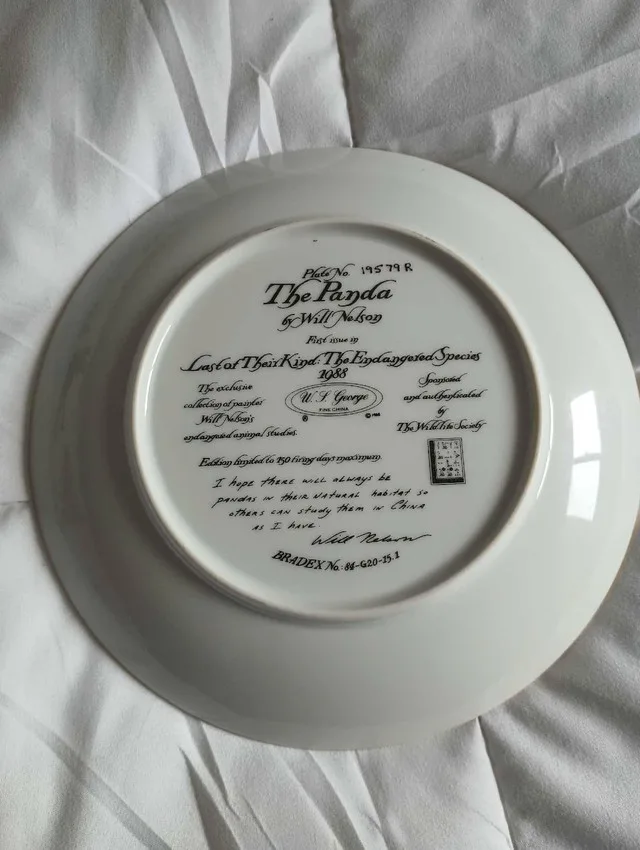 Plate No. 19579R
The Panda
by Will Nelson
First issue in
Last of Their Kind: The Endangered Species
1988
The exclusive
collection of painter
Will Nelson's
endangered animal studies.
W.S. George
FINE CHINA
®
Sponsored
and authenticated
by
The Wildlife Society
Edition limited to 150 firing days maximum.
I hope there will always be
pandas in their natural habitat so
others can study them in China
as I have.
Will Nelson
BRADEX No.: 84-G20-15.1